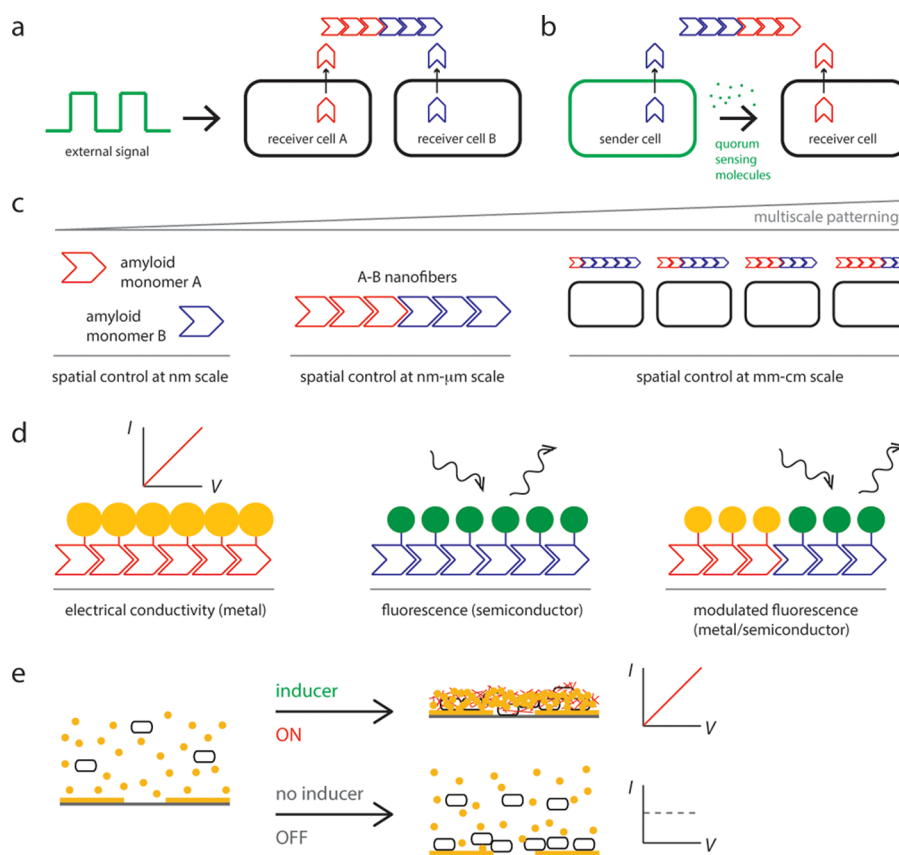 a
external signal
receiver cell A
receiver cell B
b
sender cell
quorum
sensing
molecules
receiver cell
c
multiscale patterning
amyloid
monomer A
amyloid
monomer B
A-B nanofibers
spatial control at nm scale
spatial control at nm-μm scale
spatial control at mm-cm scale
d
I
V
electrical conductivity (metal)
fluorescence (semiconductor)
modulated fluorescence
(metal/semiconductor)
e
inducer
ON
I
V
no inducer
OFF
I
V